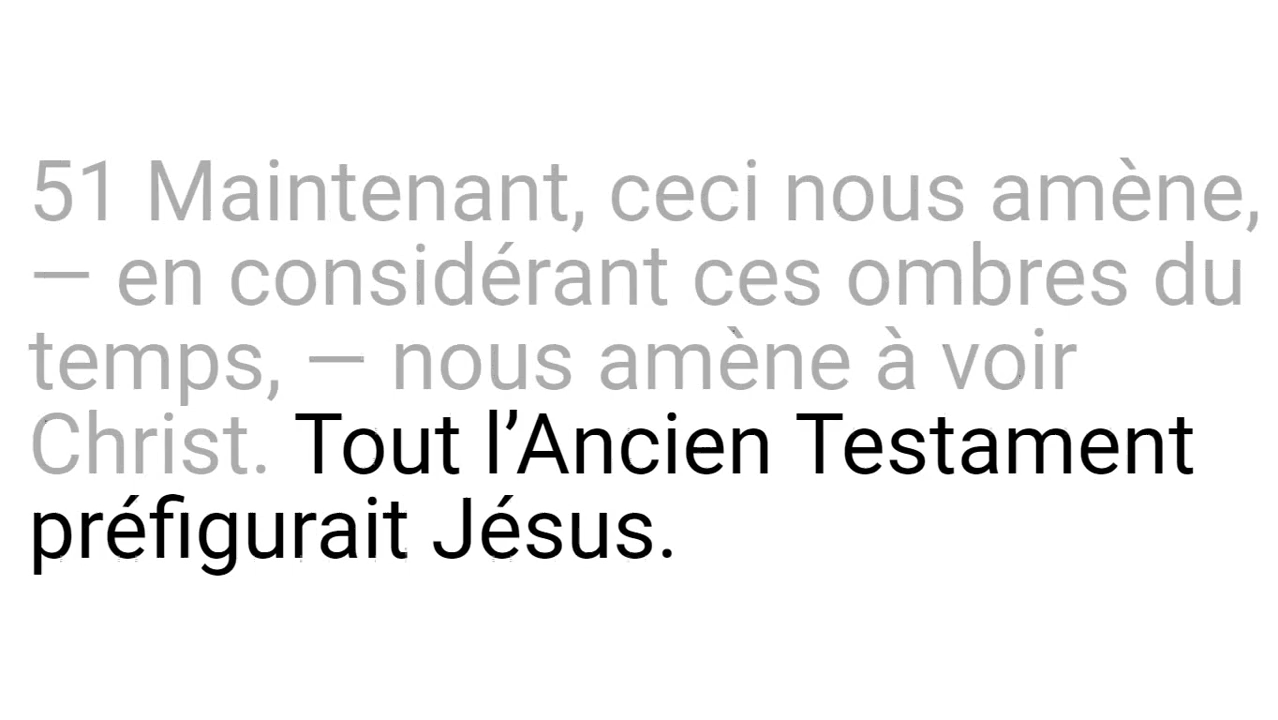 51 Maintenant, ceci nous amène,
— en considérant ces ombres du
temps, — nous amène à voir
Christ. Tout l’Ancien Testament
préfigurait Jésus.